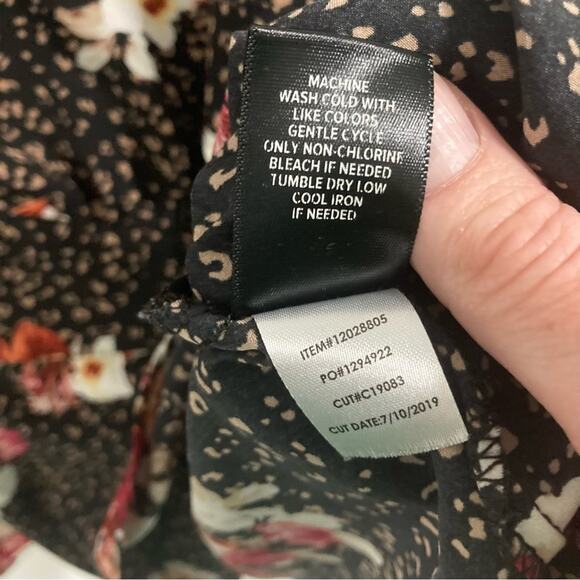 MACHINE
WASH COLD WITH
LIKE COLORS
GENTLE CYCLE
ONLY NON-CHLORINE
BLEACH IF NEEDED
TUMBLE DRY LOW
COOL IRON
IF NEEDED
ITEM#12028805
PO#1294922
CUT#C19083
CUT DATE:7/10/2019